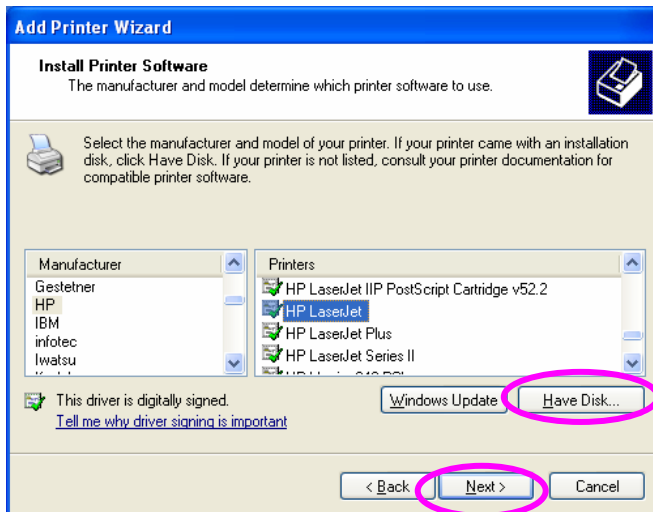 Add Printer Wizard
Install Printer Software
The manufacturer and model determine which printer software to use.
Select the manufacturer and model of your printer. If your printer came with an installation
disk, click Have Disk. If your printer is not listed, consult your printer documentation for
compatible printer software.
Manufacturer
Gestetner
HP
IBM
infotec
Iwatsu
Printers
HP LaserJet IIP PostScript Cartridge v52.2
HP LaserJet
HP LaserJet Plus
HP LaserJet Series II
This driver is digitally signed.
Tell me why driver signing is important
Windows Update
Have Disk...
< Back
Next >
Cancel